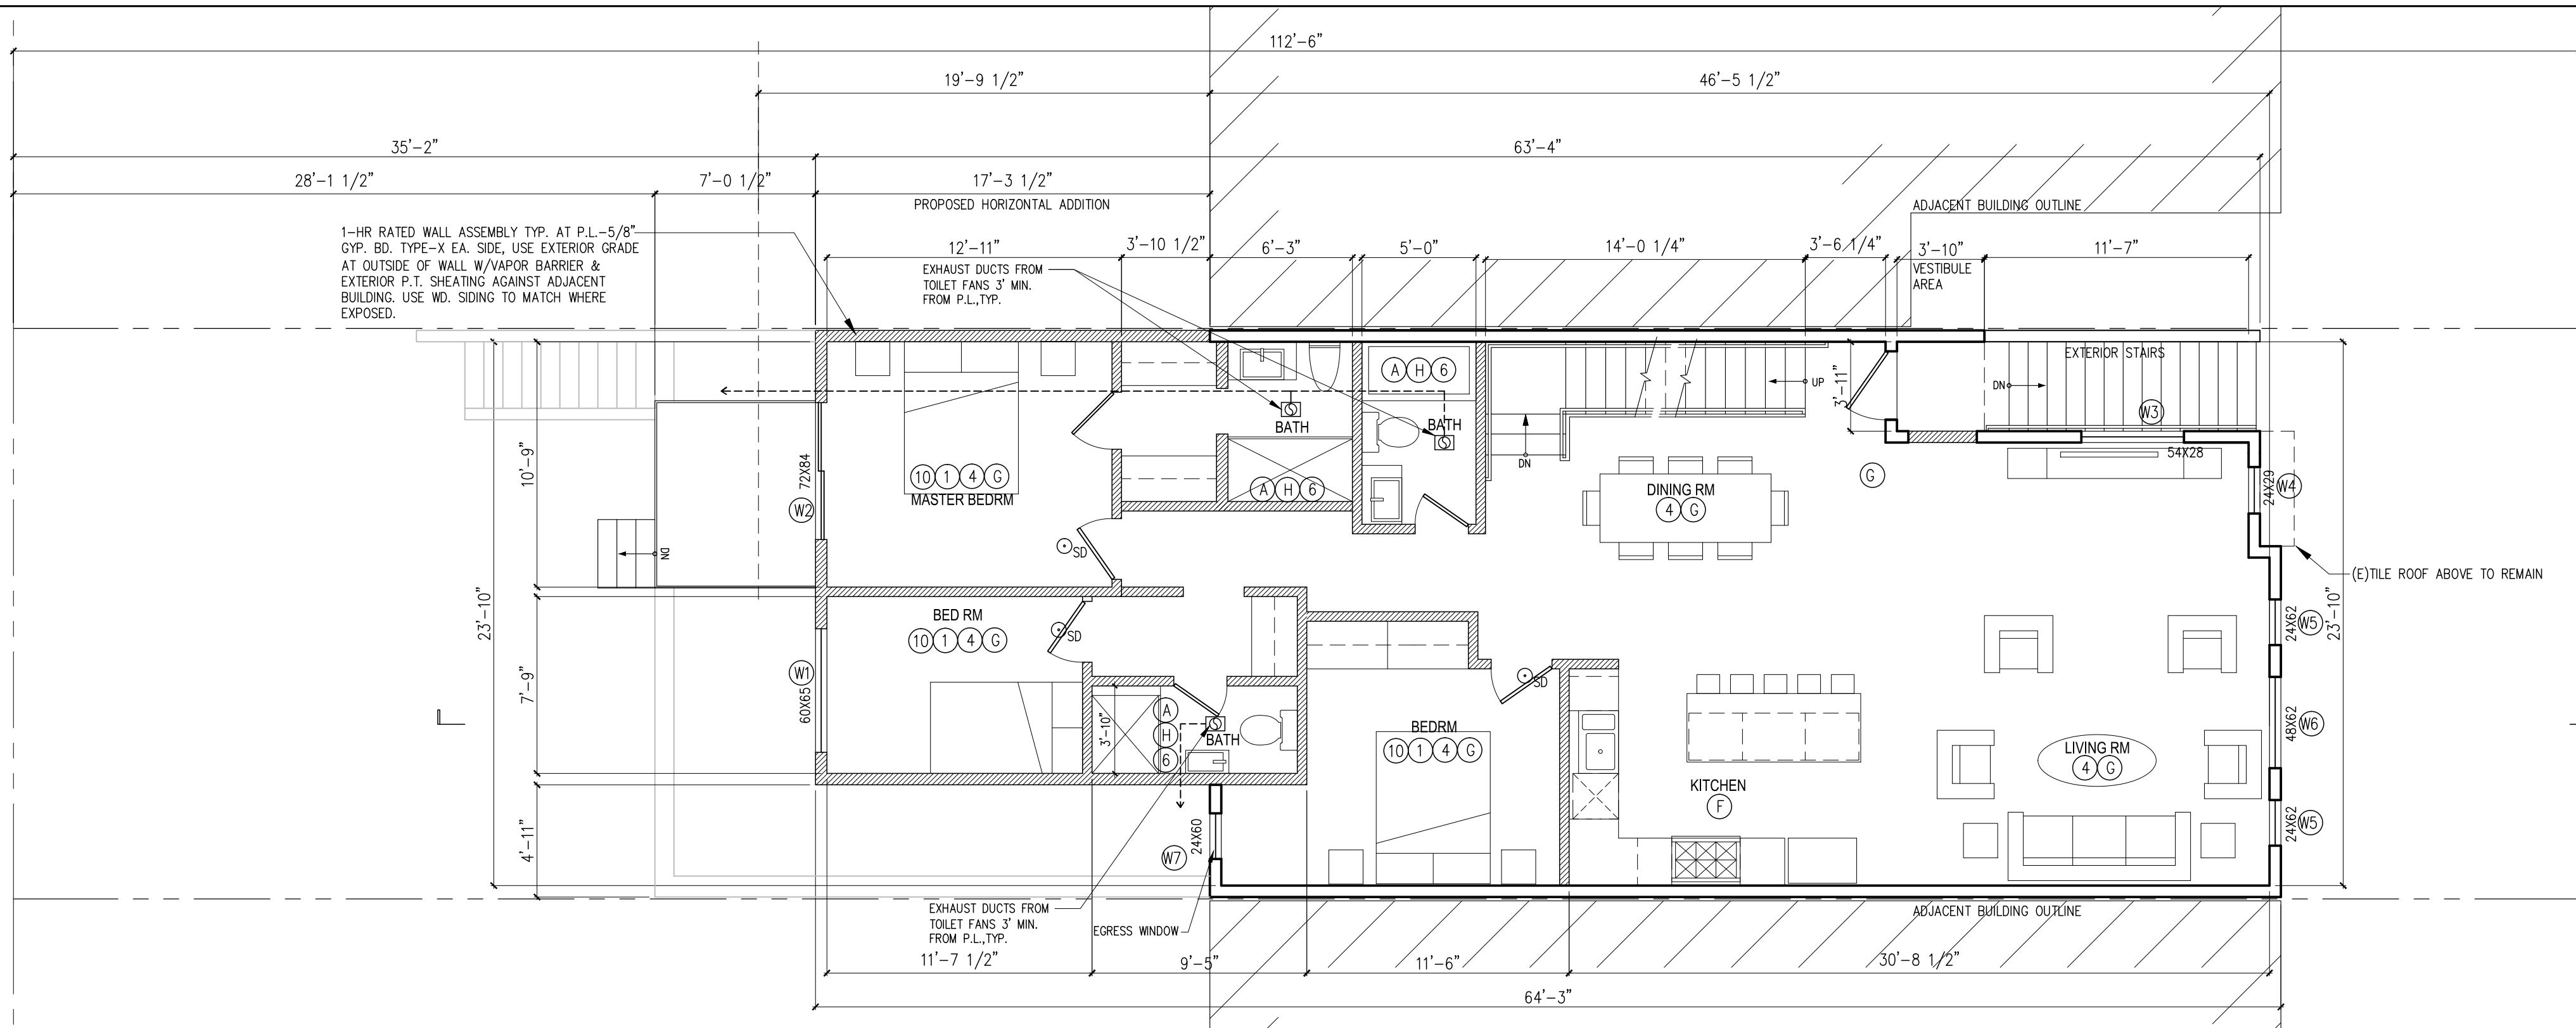 112'-6"
19'-9 1/2"
46'-5 1/2"
35'-2"
63'-4"
28'-1 1/2"
7'-0 1/2"
17'-3 1/2"
PROPOSED HORIZONTAL ADDITION
ADJACENT BUILDING OUTLINE
1-HR RATED WALL ASSEMBLY TYP. AT P.L.-5/8"
GYP. BD. TYPE-X EA. SIDE, USE EXTERIOR GRADE
AT OUTSIDE OF WALL W/VAPOR BARRIER &
EXTERIOR P.T. SHEATING AGAINST ADJACENT
BUILDING. USE WD. SIDING TO MATCH WHERE
EXPOSED.
12'-11"
3'-10 1/2"
6'-3"
5'-0"
14'-0 1/4"
3'-6 1/4"
3'-10"
11'-7"
VESTIBULE
AREA
EXHAUST DUCTS FROM
TOILET FANS 3' MIN.
FROM P.L.,TYP.
EXTERIOR STAIRS
A H 6
UP
DN
3'-11"
W3
54X28
BATH
BATH
DN
10'-9"
72X84
W2
10 1 4 G
MASTER BEDRM
A H 6
DINING RM
4 G
G
24X29
W4
SD
DN
(E)TILE ROOF ABOVE TO REMAIN
23'-10"
23'-10"
BED RM
10 1 4 G
SD
24X62
W5
7'-9"
W1
60X65
3'-10"
A
H
6
BATH
SD
BEDRM
10 1 4 G
KITCHEN
F
LIVING RM
4 G
48X62
W6
24X62
W5
4'-11"
24X60
W7
EXHAUST DUCTS FROM
TOILET FANS 3' MIN.
FROM P.L.,TYP.
EGRESS WINDOW
ADJACENT BUILDING OUTLINE
11'-7 1/2"
9'-5"
11'-6"
30'-8 1/2"
64'-3"